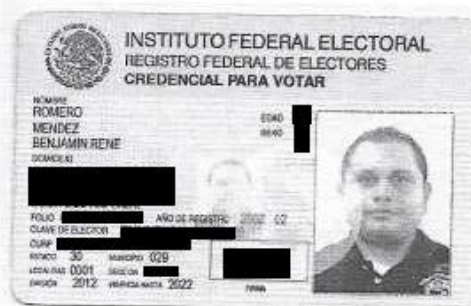 INSTITUTO FEDERAL ELECTORAL
REGISTRO FEDERAL DE ELECTORES
CREDENCIAL PARA VOTAR
NOMBRE
ROMERO
MENDEZ
BENJAMIN RENE
DOMICILIO
EDAD
SEXO
FOLIO AÑO DE REGISTRO 2002 02
CLAVE DE ELECTOR
CURP
ESTADO 30 MUNICIPIO 029
LOCALIDAD 0001 SECCION
EMISIÓN 2012 VIGENCIA HASTA 2022
FIRMA